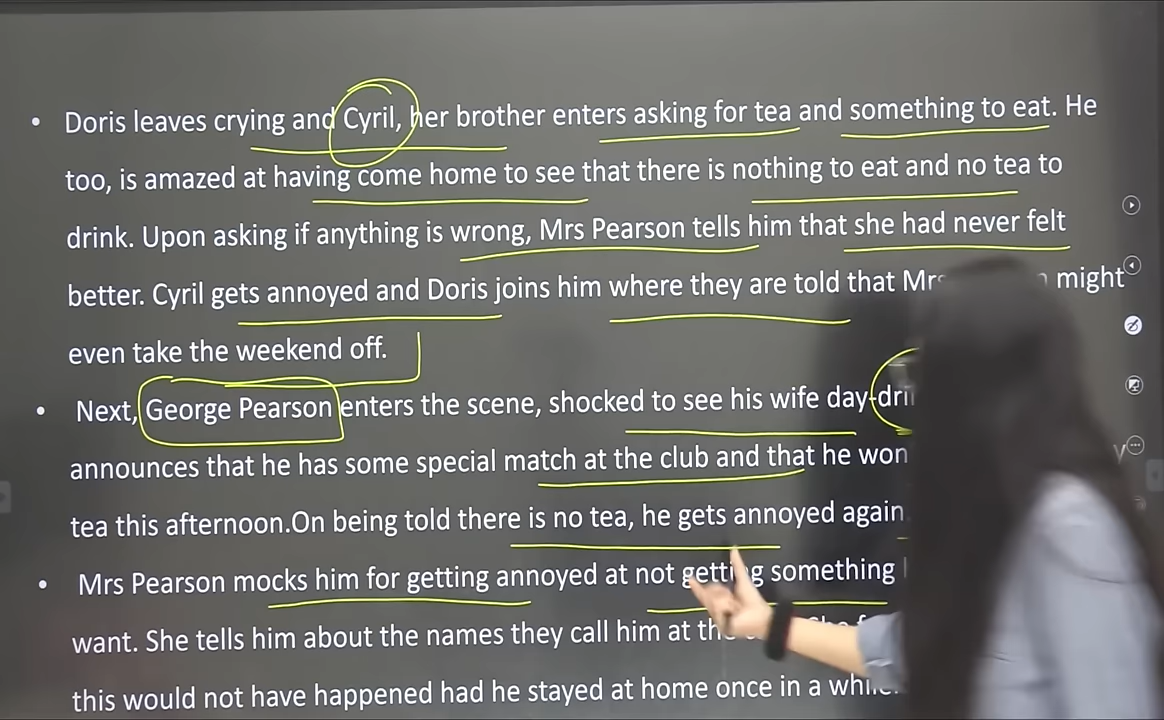 • Doris leaves crying and Cyril, her brother enters asking for tea and something to eat. He
too, is amazed at having come home to see that there is nothing to eat and no tea to
drink. Upon asking if anything is wrong, Mrs Pearson tells him that she had never felt
better. Cyril gets annoyed and Doris joins him where they are told that might
even take the weekend off.
• Next, George Pearson enters the scene, shocked to see his wife
announces that he has some special match at the club and that he
tea this afternoon.On being told there is no tea, he gets annoyed again
• Mrs Pearson mocks him for getting annoyed at not getting something
want. She tells him about the names they call him at
this would not have happened had he stayed at home once in a while.